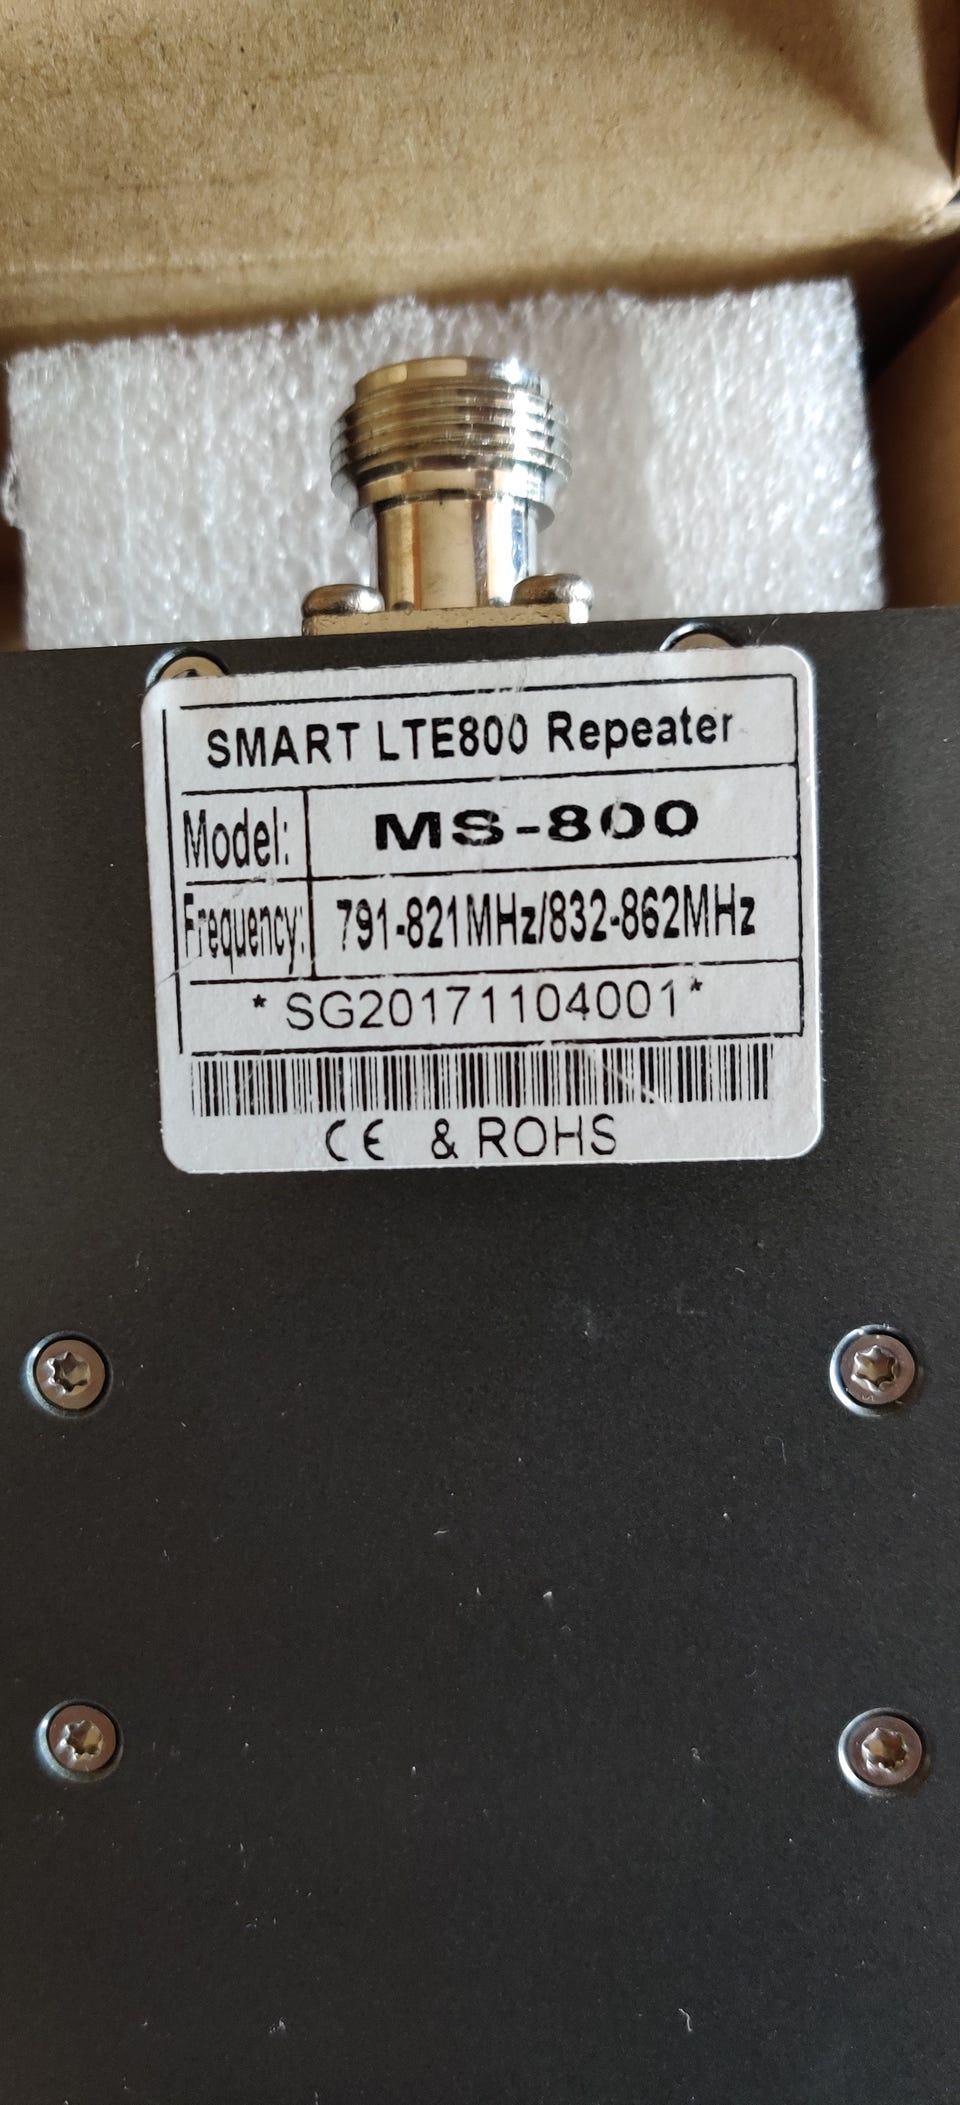 SMART LTE800 Repeater
Model: MS-800
Frequency: 791-821MHz/832-862MHz
*SG20171104001*
CE & ROHS